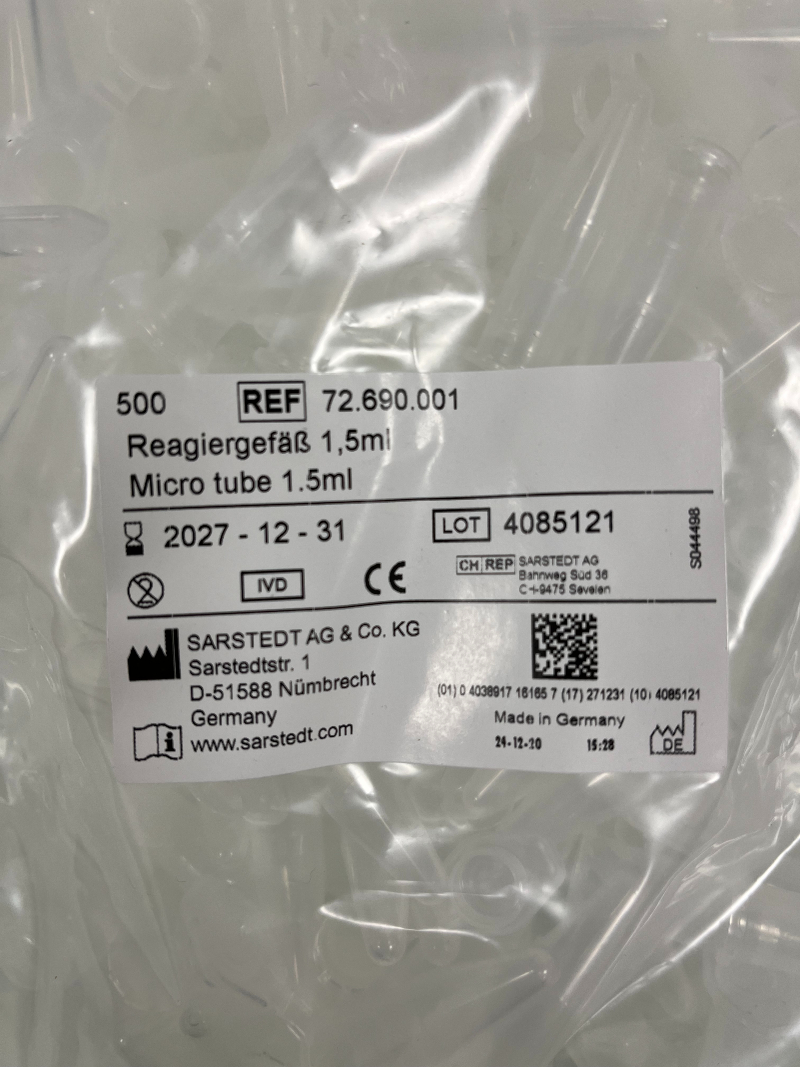 500 REF 72.690.001
Reagiergefäß 1,5ml
Micro tube 1.5ml
2027 - 12 - 31 LOT 4085121
S044498
2 IVD CE CH REP SARSTEDT AG
Bahnweg Süd 36
CH-9475 Sevelen
SARSTEDT AG & Co. KG
Sarstedtstr. 1
D-51588 Nümbrecht
Germany
www.sarstedt.com
(01) 0 4038917 16165 7 (17) 271231 (10) 4085121
Made in Germany
24-12-20 15:28
DE